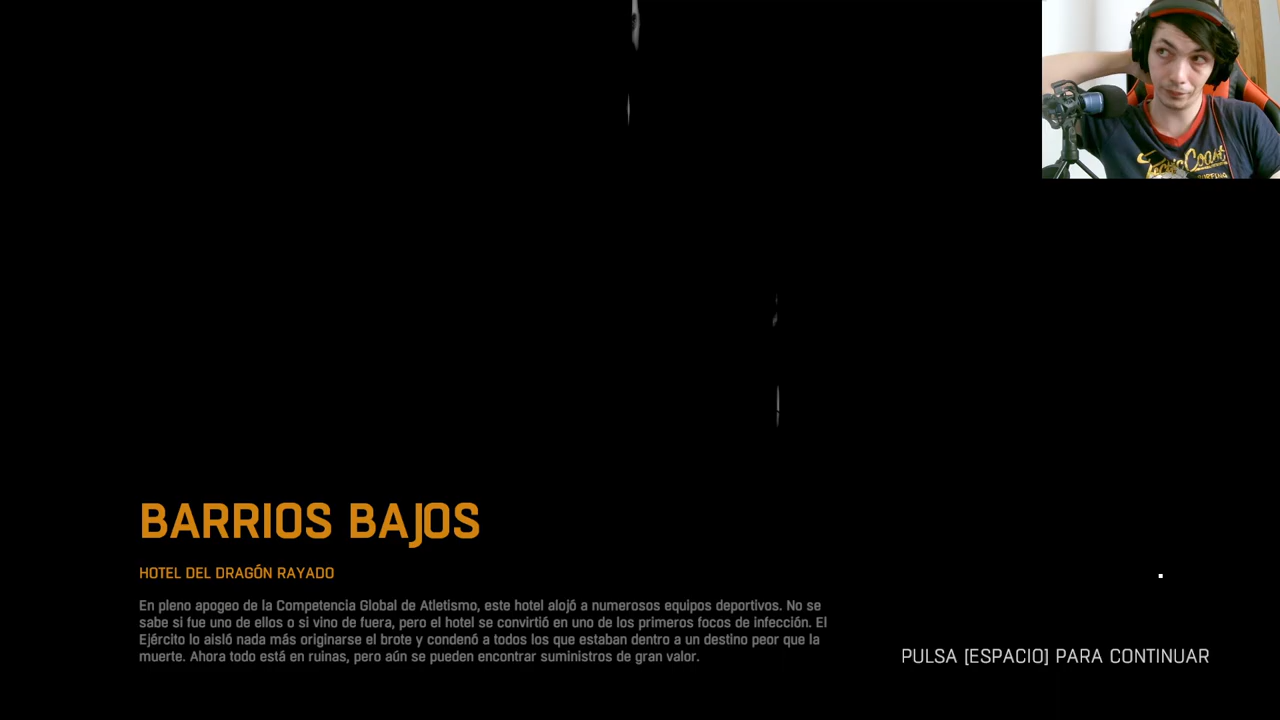 Pacific Coast
SURFING
BARRIOS BAJOS
HOTEL DEL DRAGÓN RAYADO
En pleno apogeo de la Competencia Global de Atletismo, este hotel alojó a numerosos equipos deportivos. No se
sabe si fue uno de ellos o si vino de fuera, pero el hotel se convirtió en uno de los primeros focos de infección. El
Ejército lo aisló nada más originarse el brote y condenó a todos los que estaban dentro a un destino peor que la
muerte. Ahora todo está en ruinas, pero aún se pueden encontrar suministros de gran valor.
PULSA [ESPACIO] PARA CONTINUAR